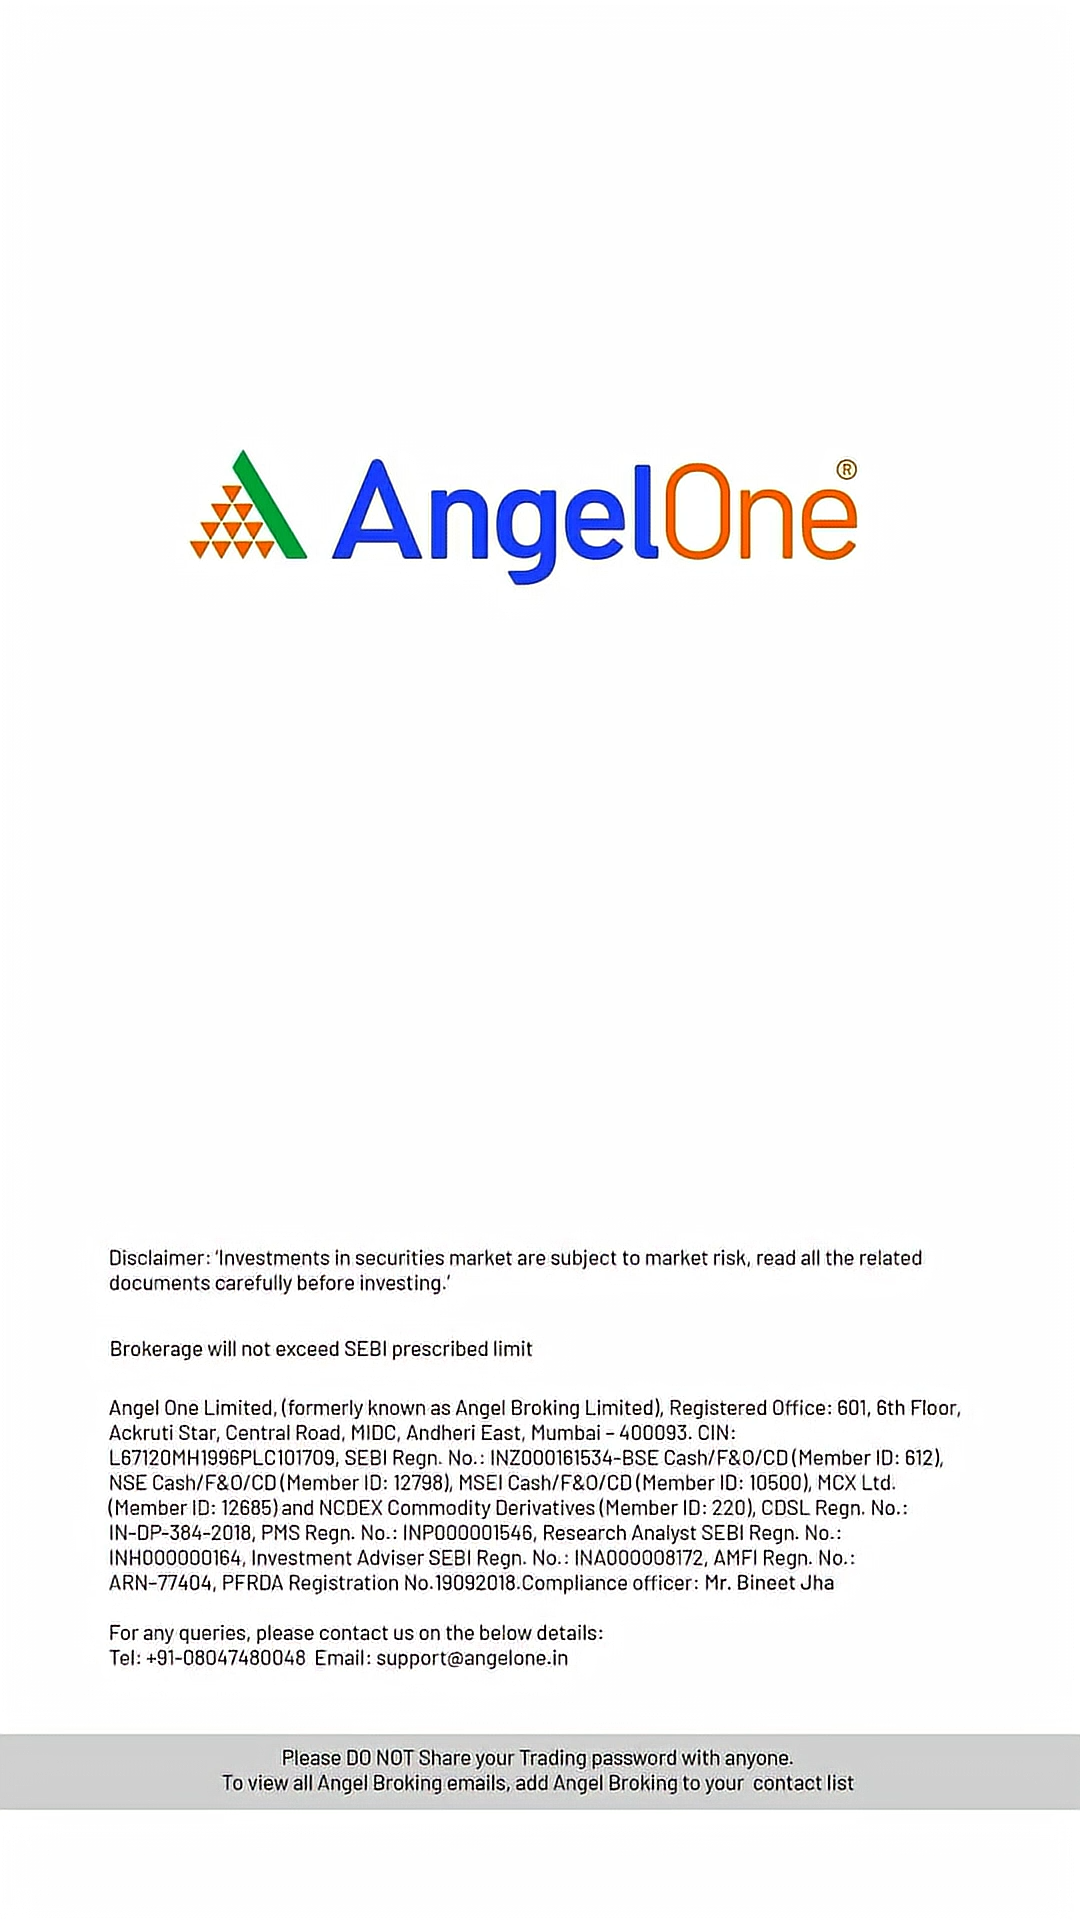 AngelOne®
Disclaimer: 'Investments in securities market are subject to market risk, read all the related
documents carefully before investing.'
Brokerage will not exceed SEBI prescribed limit
Angel One Limited, (formerly known as Angel Broking Limited), Registered Office: 601, 6th Floor,
Ackruti Star, Central Road, MIDC, Andheri East, Mumbai – 400093. CIN:
L67120MH1996PLC101709, SEBI Regn. No.: INZ000161534-BSE Cash/F&O/CD (Member ID: 612),
NSE Cash/F&O/CD (Member ID: 12798), MSEI Cash/F&O/CD (Member ID: 10500), MCX Ltd.
(Member ID: 12685) and NCDEX Commodity Derivatives (Member ID: 220), CDSL Regn. No.:
IN-DP-384-2018, PMS Regn. No.: INP000001546, Research Analyst SEBI Regn. No.:
INH000000164, Investment Adviser SEBI Regn. No.: INA000008172, AMFI Regn. No.:
ARN-77404, PFRDA Registration No.19092018.Compliance officer: Mr. Bineet Jha
For any queries, please contact us on the below details:
Tel: +91-08047480048 Email: support@angelone.in
Please DO NOT Share your Trading password with anyone.
To view all Angel Broking emails, add Angel Broking to your contact list